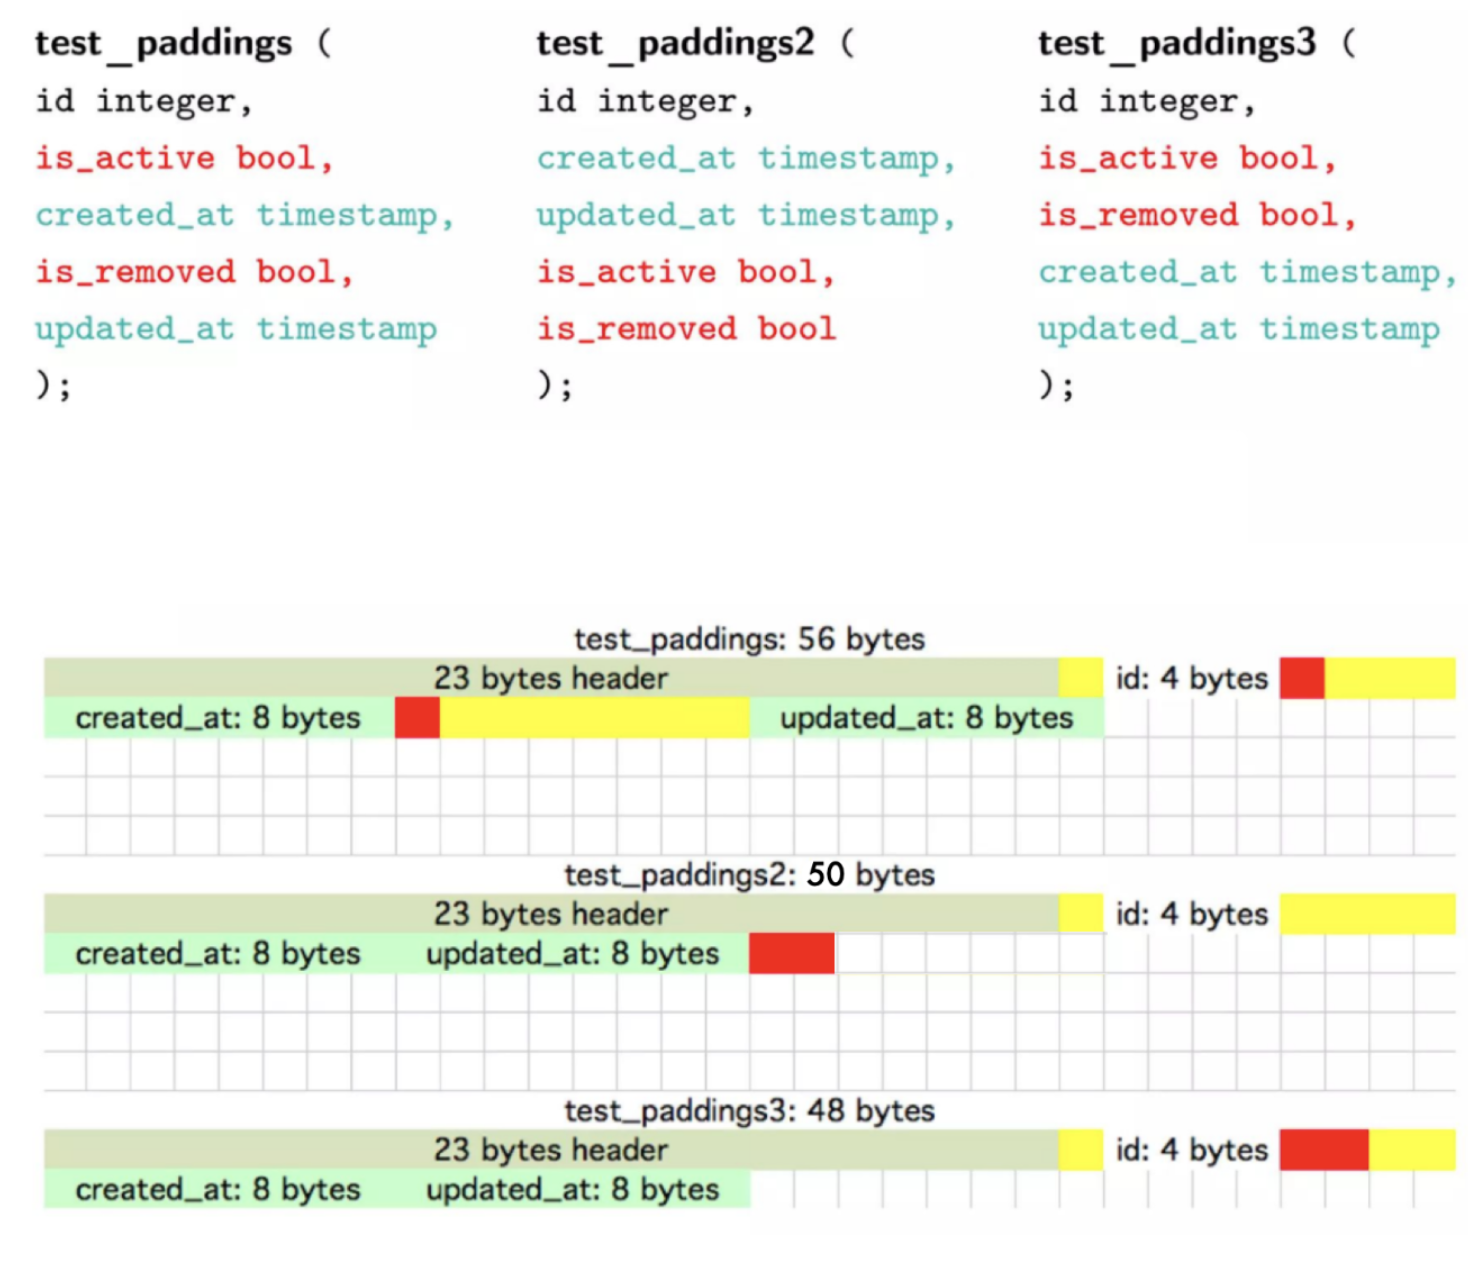 test_paddings (
id integer,
is_active bool,
created_at timestamp,
is_removed bool,
updated_at timestamp
);
test_paddings2 (
id integer,
created_at timestamp,
updated_at timestamp,
is_active bool,
is_removed bool
);
test_paddings3 (
id integer,
is_active bool,
is_removed bool,
created_at timestamp,
updated_at timestamp
);
test_paddings: 56 bytes
23 bytes header id: 4 bytes
created_at: 8 bytes updated_at: 8 bytes
test_paddings2: 50 bytes
23 bytes header id: 4 bytes
created_at: 8 bytes updated_at: 8 bytes
test_paddings3: 48 bytes
23 bytes header id: 4 bytes
created_at: 8 bytes updated_at: 8 bytes